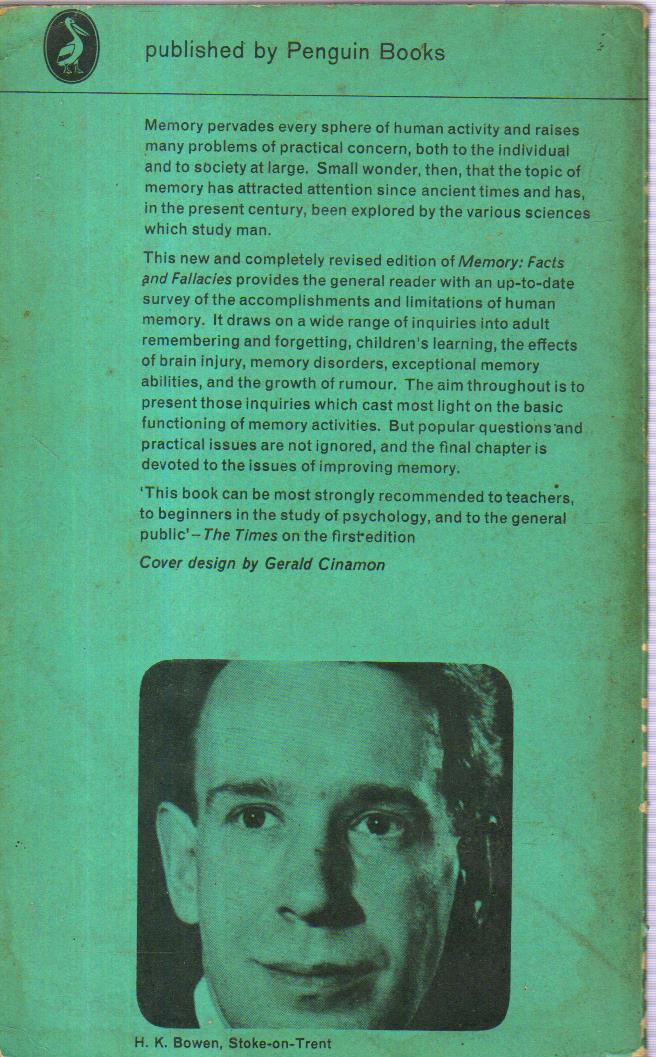 published by Penguin Books
Memory pervades every sphere of human activity and raises
many problems of practical concern, both to the individual
and to society at large. Small wonder, then, that the topic of
memory has attracted attention since ancient times and has,
in the present century, been explored by the various sciences
which study man.
This new and completely revised edition of Memory: Facts
and Fallacies provides the general reader with an up-to-date
survey of the accomplishments and limitations of human
memory. It draws on a wide range of inquiries into adult
remembering and forgetting, children's learning, the effects
of brain injury, memory disorders, exceptional memory
abilities, and the growth of rumour. The aim throughout is to
present those inquiries which cast most light on the basic
functioning of memory activities. But popular questions and
practical issues are not ignored, and the final chapter is
devoted to the issues of improving memory.
'This book can be most strongly recommended to teachers,
to beginners in the study of psychology, and to the general
public' – The Times on the first edition
Cover design by Gerald Cinamon
H. K. Bowen, Stoke-on-Trent